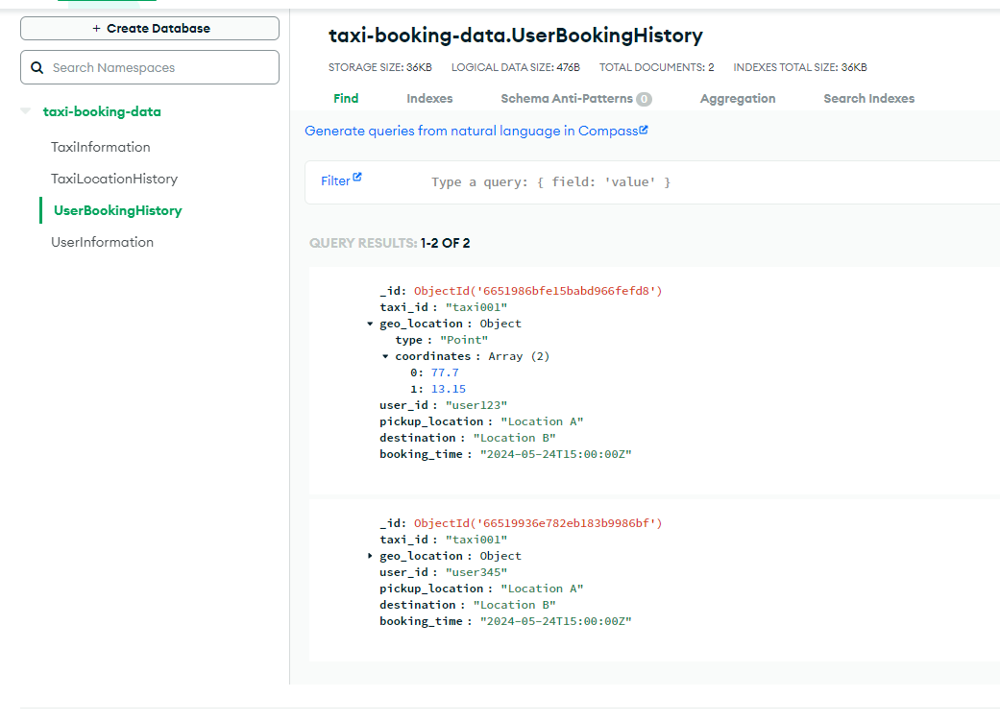 + Create Database
Search Namespaces
taxi-booking-data
TaxiInformation
TaxiLocationHistory
UserBookingHistory
UserInformation
taxi-booking-data.UserBookingHistory
STORAGE SIZE: 36KB LOGICAL DATA SIZE: 476B TOTAL DOCUMENTS: 2 INDEXES TOTAL SIZE: 36KB
Find Indexes Schema Anti-Patterns 0 Aggregation Search Indexes
Generate queries from natural language in Compass
Filter Type a query: { field: 'value' }
QUERY RESULTS: 1-2 OF 2
_id: ObjectId('6651986bfe15babd966fefd8')
taxi_id : "taxi001"
geo_location : Object
type : "Point"
coordinates : Array (2)
0: 77.7
1: 13.15
user_id : "user123"
pickup_location : "Location A"
destination : "Location B"
booking_time : "2024-05-24T15:00:00Z"
_id: ObjectId('66519936e782eb183b9986bf')
taxi_id : "taxi001"
geo_location : Object
user_id : "user345"
pickup_location : "Location A"
destination : "Location B"
booking_time : "2024-05-24T15:00:00Z"